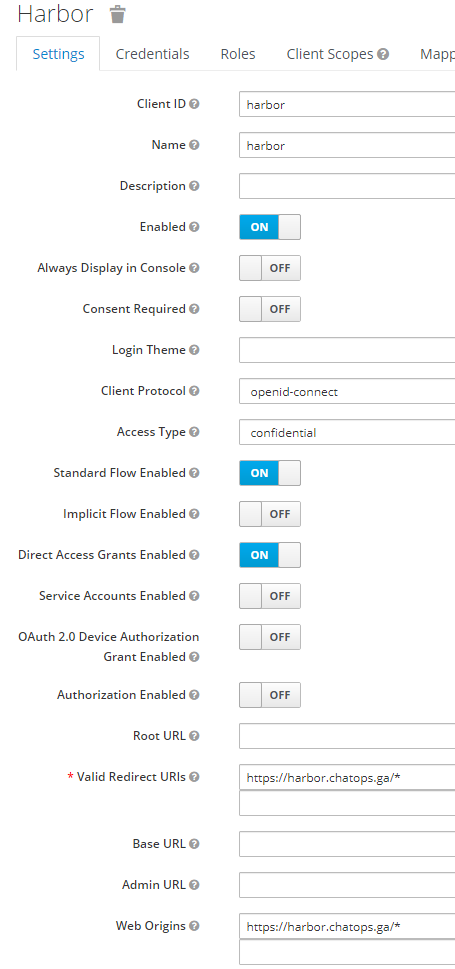 Harbor
Settings Credentials Roles Client Scopes Mapp
Client ID harbor
Name harbor
Description
Enabled ON
Always Display in Console OFF
Consent Required OFF
Login Theme
Client Protocol openid-connect
Access Type confidential
Standard Flow Enabled ON
Implicit Flow Enabled OFF
Direct Access Grants Enabled ON
Service Accounts Enabled OFF
OAuth 2.0 Device Authorization OFF
Grant Enabled
Authorization Enabled OFF
Root URL
* Valid Redirect URIs https://harbor.chatops.ga/*
Base URL
Admin URL
Web Origins https://harbor.chatops.ga/*